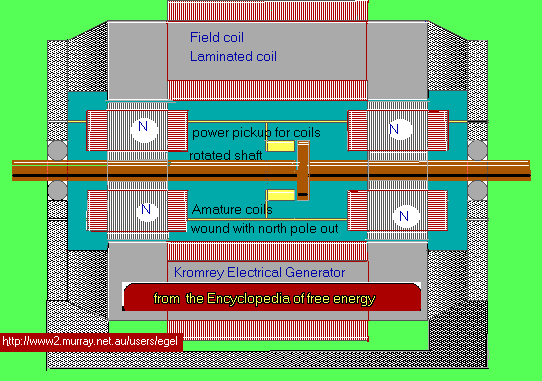 Field coil
Laminated coil
N
N
power pickup for coils
rotated shaft
N
N
Amature coils
wound with north pole out
Kromrey Electrical Generator
from the Encyclopedia of free energy
http://www2.murray.net.au/users/egel